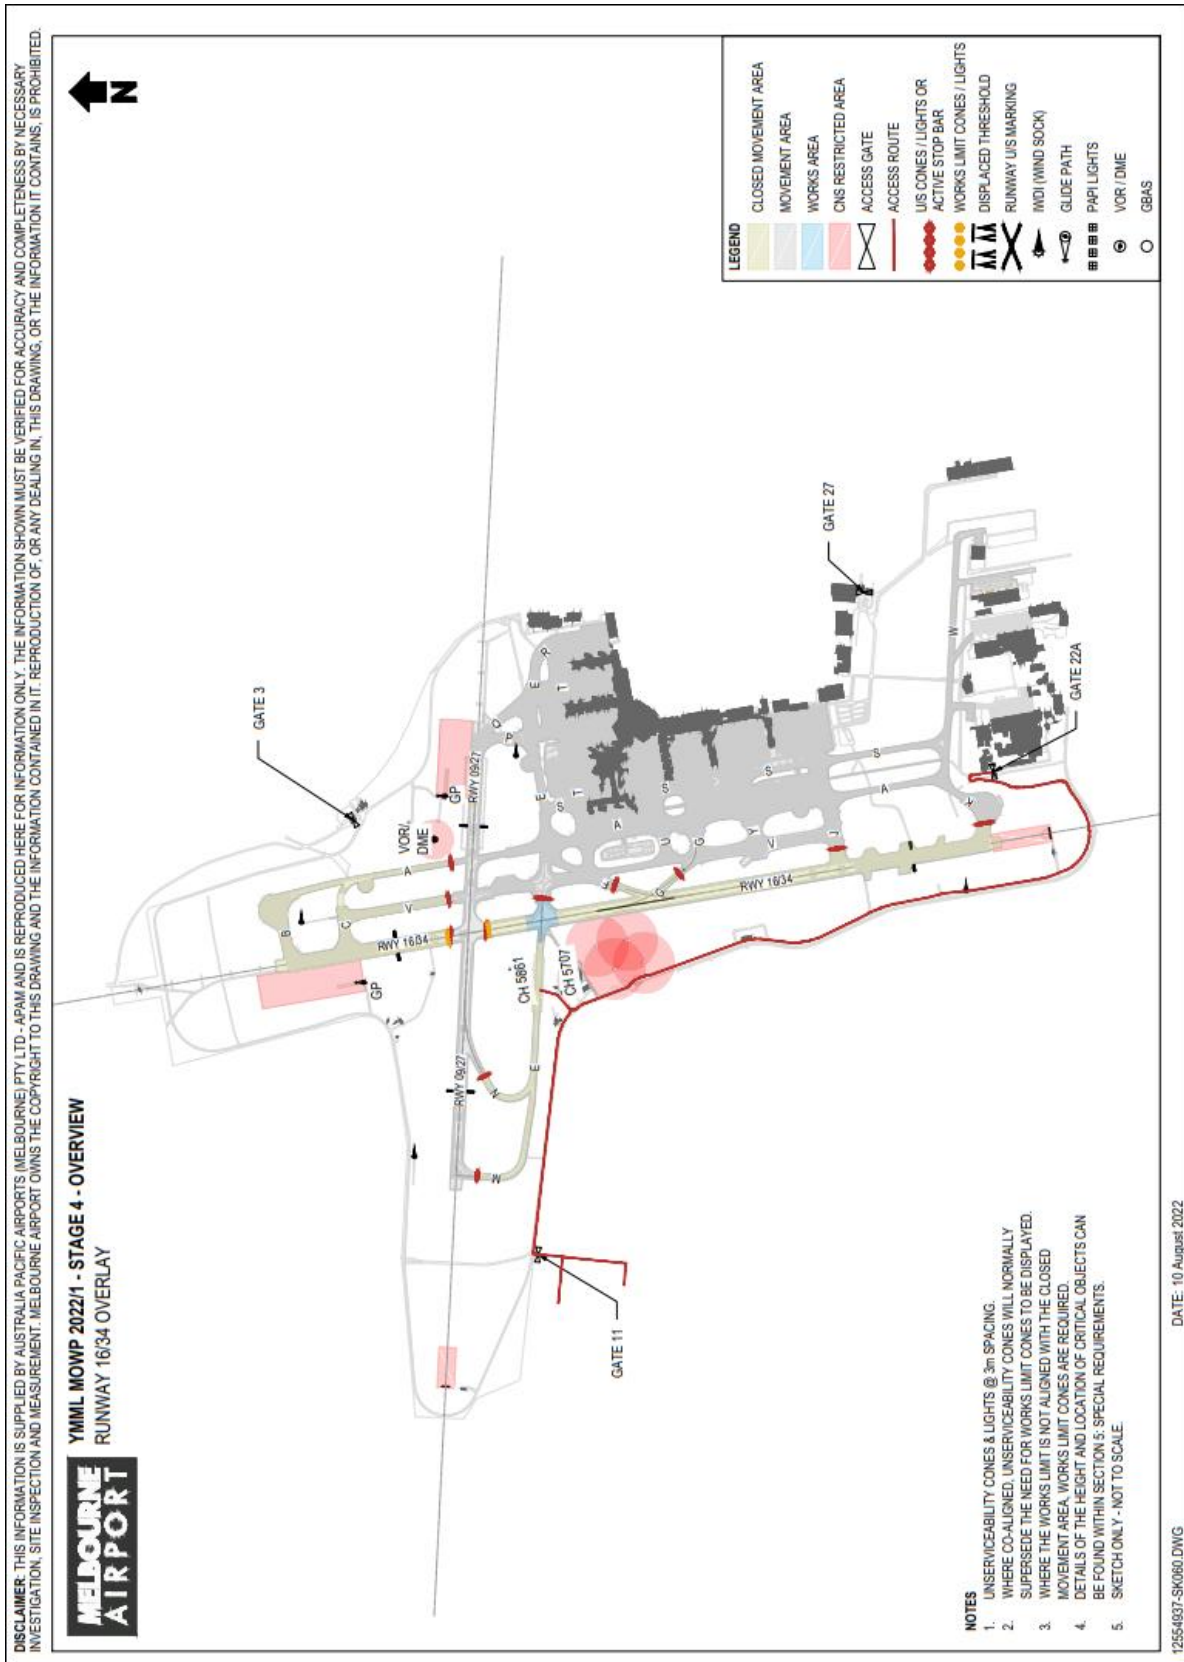 DISCLAIMER: THIS INFORMATION IS SUPPLIED BY AUSTRALIA PACIFIC AIRPORTS (MELBOURNE) PTY LTD - APAM AND IS REPRODUCED HERE FOR INFORMATION ONLY. THE INFORMATION SHOWN MUST BE VERIFIED FOR ACCURACY AND COMPLETENESS BY NECESSARY
INVESTIGATION, SITE INSPECTION AND MEASUREMENT. MELBOURNE AIRPORT OWNS THE COPYRIGHT TO THIS DRAWING AND THE INFORMATION CONTAINED IN IT. REPRODUCTION OF, OR ANY DEALING IN, THIS DRAWING, OR THE INFORMATION IT CONTAINS, IS PROHIBITED.
MELBOURNE
AIRPORT
YMML MOWP 2022/1 - STAGE 4 - OVERVIEW
RUNWAY 16/34 OVERLAY
N
GATE 3
GP
B
C
A
V
RWY 16/34
VOR/
DME
GP
RWY 09/27
RWY 09/27
Q
P
E
R
T
E
T
S
N
W
E
CH 5861
CH 5707
A
S
U
G
F
G
Y
V
S
J
RWY 16/34
A
S
K
W
GATE 11
GATE 27
GATE 22A
LEGEND
CLOSED MOVEMENT AREA
MOVEMENT AREA
WORKS AREA
CNS RESTRICTED AREA
ACCESS GATE
ACCESS ROUTE
U/S CONES / LIGHTS OR
ACTIVE STOP BAR
WORKS LIMIT CONES / LIGHTS
DISPLACED THRESHOLD
RUNWAY U/S MARKING
IWDI (WIND SOCK)
GLIDE PATH
PAPI LIGHTS
VOR / DME
GBAS
NOTES
1. UNSERVICEABILITY CONES & LIGHTS @ 3m SPACING.
2. WHERE CO-ALIGNED, UNSERVICEABILITY CONES WILL NORMALLY
SUPERSEDE THE NEED FOR WORKS LIMIT CONES TO BE DISPLAYED.
3. WHERE THE WORKS LIMIT IS NOT ALIGNED WITH THE CLOSED
MOVEMENT AREA, WORKS LIMIT CONES ARE REQUIRED.
4. DETAILS OF THE HEIGHT AND LOCATION OF CRITICAL OBJECTS CAN
BE FOUND WITHIN SECTION 5: SPECIAL REQUIREMENTS.
5. SKETCH ONLY - NOT TO SCALE.
12554937-SK060.DWG
DATE: 10 August 2022